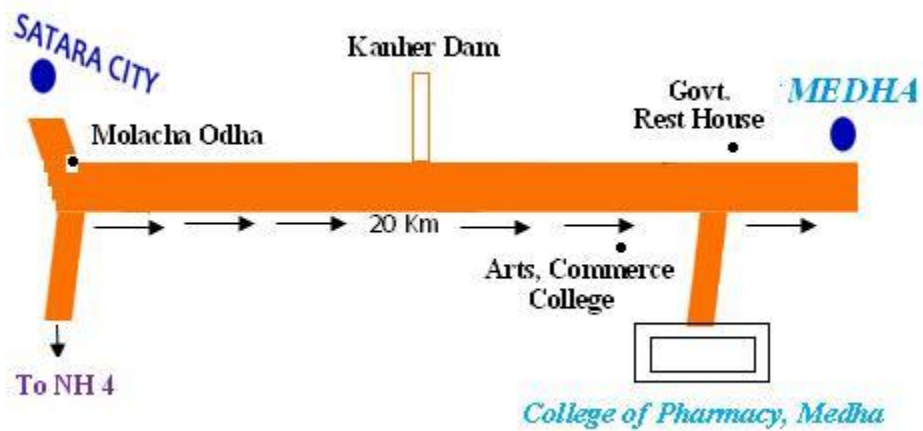 SATARA CITY
Kanher Dam
Govt.
Rest House
MEDHA
Molacha Odha
20 Km
Arts, Commerce
College
To NH 4
College of Pharmacy, Medha